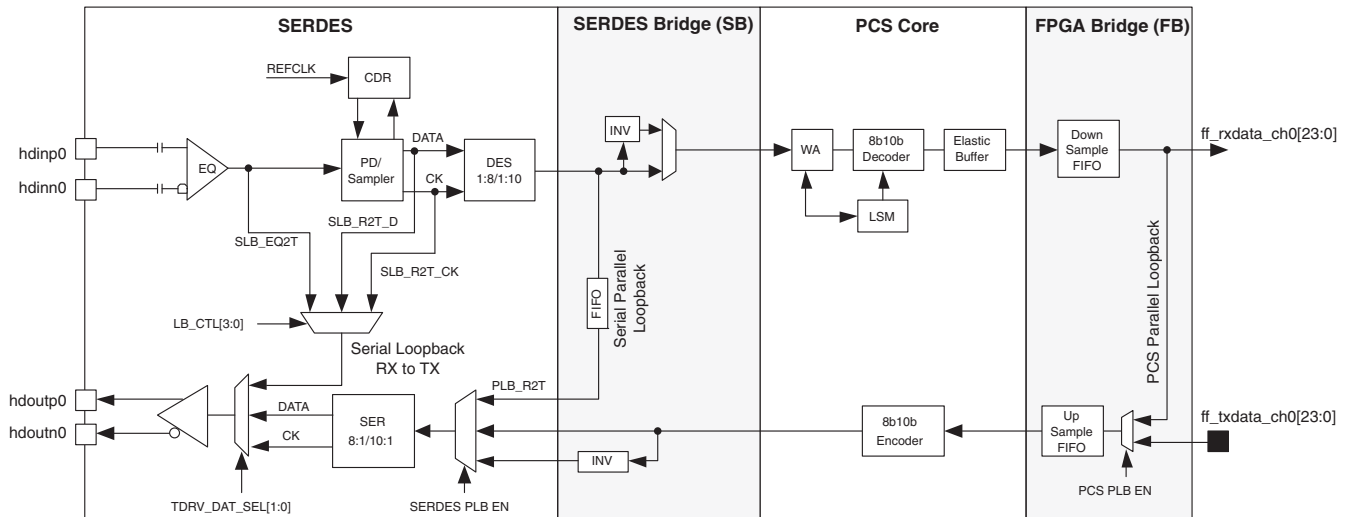 SERDES
SERDES Bridge (SB)
PCS Core
FPGA Bridge (FB)
REFCLK
CDR
hdinp0
hdinn0
EQ
PD/
Sampler
DATA
CK
DES
1:8/1:10
INV
WA
8b10b
Decoder
Elastic
Buffer
LSM
Down
Sample
FIFO
ff_rxdata_ch0[23:0]
SLB_EQ2T
SLB_R2T_D
SLB_R2T_CK
LB_CTL[3:0]
Serial Loopback
RX to TX
FIFO
Serial Parallel
Loopback
PCS Parallel Loopback
PLB_R2T
hdoutp0
hdoutn0
DATA
CK
SER
8:1/10:1
INV
8b10b
Encoder
Up
Sample
FIFO
ff_txdata_ch0[23:0]
TDRV_DAT_SEL[1:0]
SERDES PLB EN
PCS PLB EN